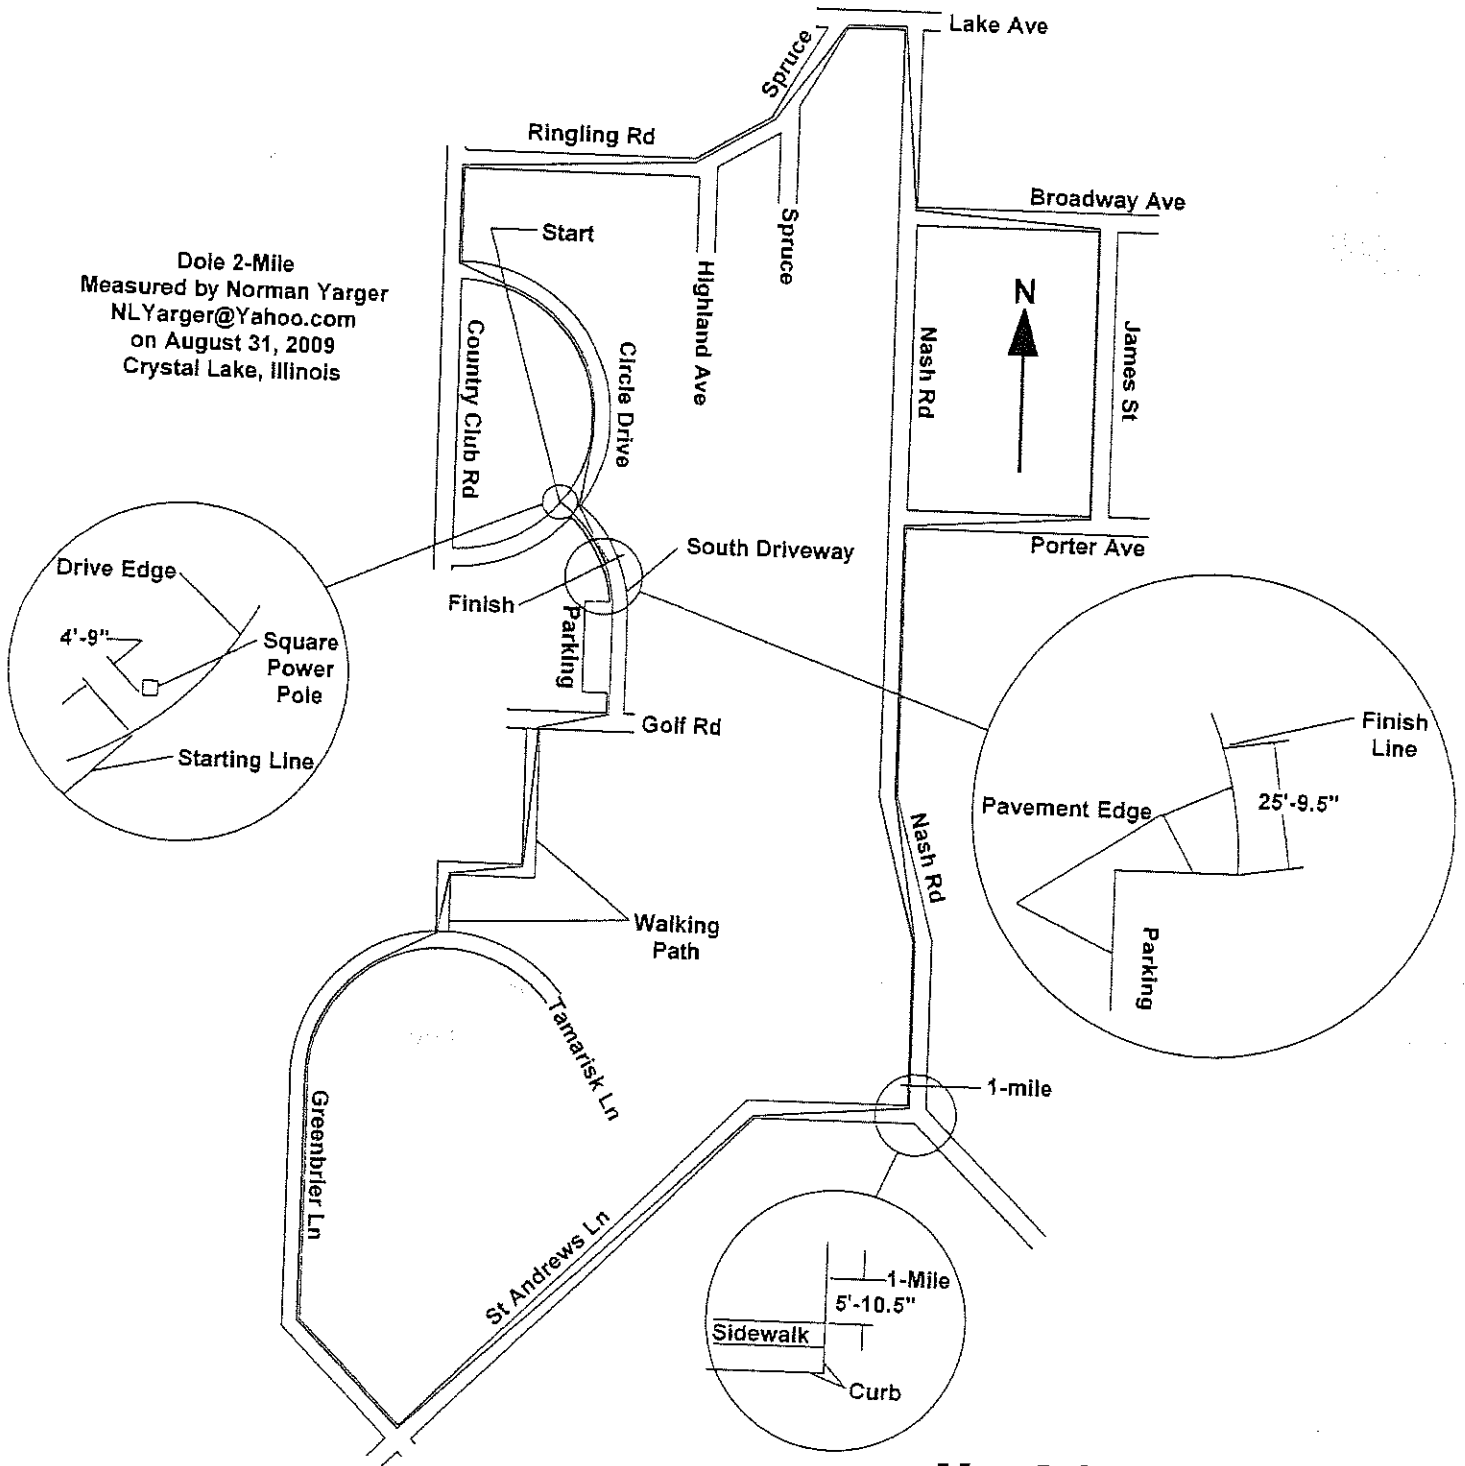 Lake Ave
Spruce
Ringling Rd
Broadway Ave
Spruce
Start
Dole 2-Mile
Measured by Norman Yarger
NLYarger@Yahoo.com
on August 31, 2009
Crystal Lake, Illinois
Highland Ave
N
Country Club Rd
Circle Drive
Nash Rd
James St
South Driveway
Porter Ave
Drive Edge
Finish
4'-9"
Square
Power
Pole
Parking
Golf Rd
Starting Line
Finish
Line
Pavement Edge
25'-9.5"
Nash Rd
Walking
Path
Parking
Tamarisk Ln
1-mile
Greenbrier Ln
St Andrews Ln
1-Mile
5'-10.5"
Sidewalk
Curb